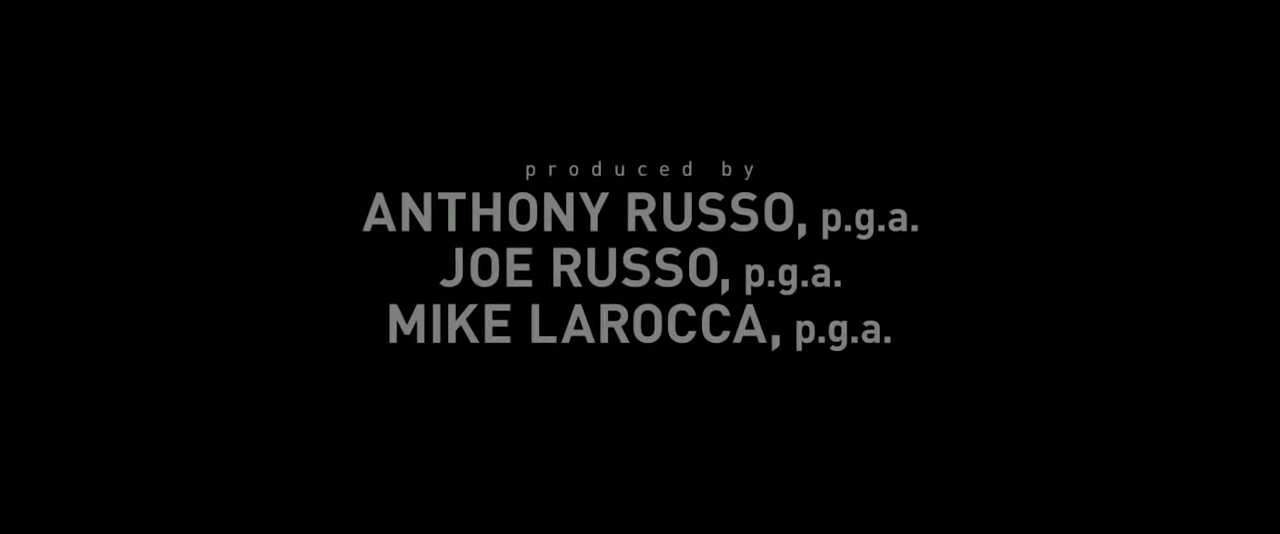 produced by
ANTHONY RUSSO, p.g.a.
JOE RUSSO, p.g.a.
MIKE LAROCCA, p.g.a.